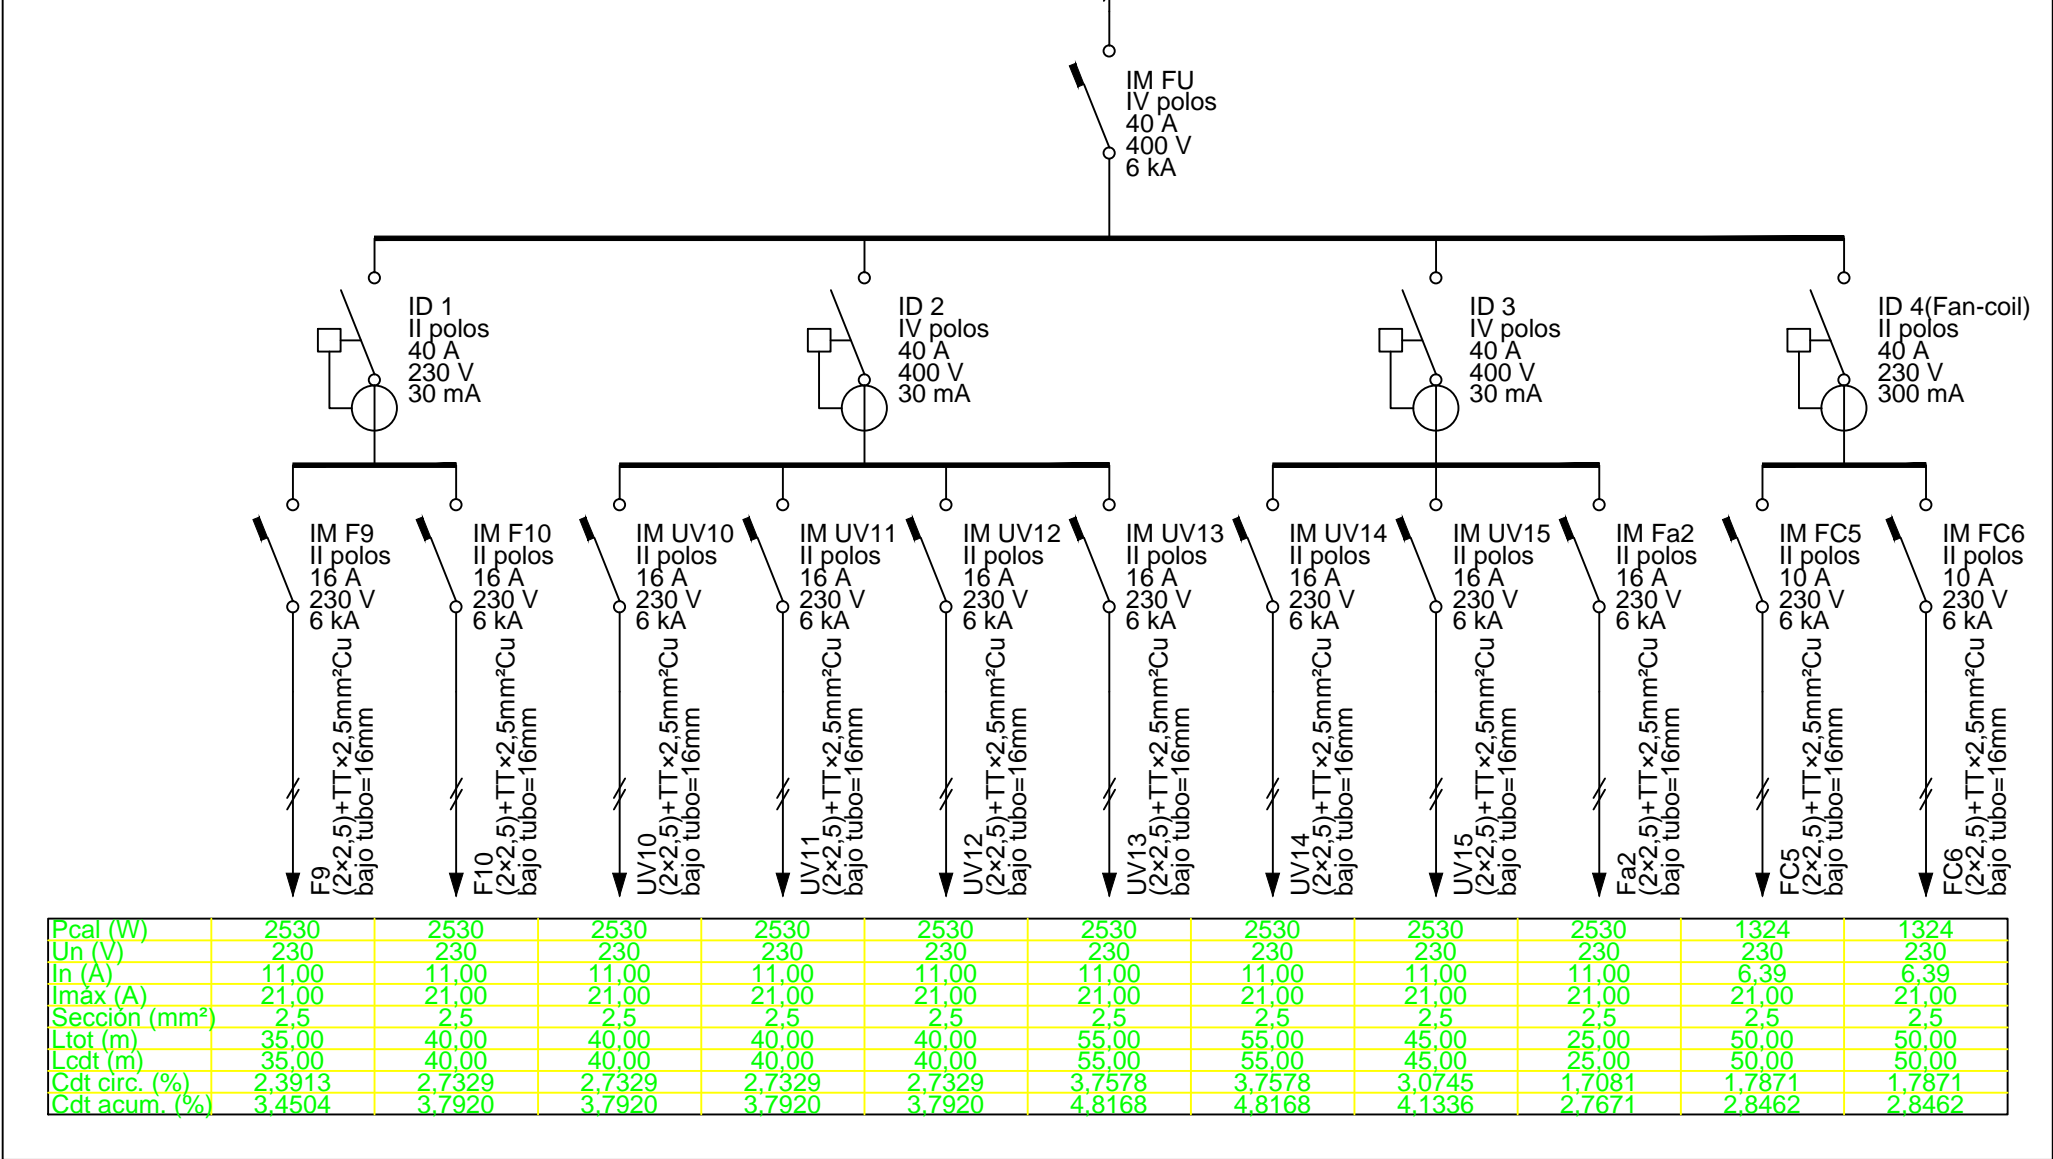 IM FU
IV polos
40 A
400 V
6 kA
ID 1
II polos
40 A
230 V
30 mA
ID 2
IV polos
40 A
400 V
30 mA
ID 3
IV polos
40 A
400 V
30 mA
ID 4(Fan-coil)
II polos
40 A
230 V
300 mA
IM F9
II polos
16 A
230 V
6 kA
IM F10
II polos
16 A
230 V
6 kA
IM UV10
II polos
16 A
230 V
6 kA
IM UV11
II polos
16 A
230 V
6 kA
IM UV12
II polos
16 A
230 V
6 kA
IM UV13
II polos
16 A
230 V
6 kA
IM UV14
II polos
16 A
230 V
6 kA
IM UV15
II polos
16 A
230 V
6 kA
IM Fa2
II polos
16 A
230 V
6 kA
IM FC5
II polos
10 A
230 V
6 kA
IM FC6
II polos
10 A
230 V
6 kA
F9
(2×2,5)+TT×2,5mm²Cu
bajo tubo=16mm
F10
(2×2,5)+TT×2,5mm²Cu
bajo tubo=16mm
UV10
(2×2,5)+TT×2,5mm²Cu
bajo tubo=16mm
UV11
(2×2,5)+TT×2,5mm²Cu
bajo tubo=16mm
UV12
(2×2,5)+TT×2,5mm²Cu
bajo tubo=16mm
UV13
(2×2,5)+TT×2,5mm²Cu
bajo tubo=16mm
UV14
(2×2,5)+TT×2,5mm²Cu
bajo tubo=16mm
UV15
(2×2,5)+TT×2,5mm²Cu
bajo tubo=16mm
Fa2
(2×2,5)+TT×2,5mm²Cu
bajo tubo=16mm
FC5
(2×2,5)+TT×2,5mm²Cu
bajo tubo=16mm
FC6
(2×2,5)+TT×2,5mm²Cu
bajo tubo=16mm
Pcal (W) 2530 2530 2530 2530 2530 2530 2530 2530 2530 1324 1324
Un (V) 230 230 230 230 230 230 230 230 230 230 230
In (A) 11,00 11,00 11,00 11,00 11,00 11,00 11,00 11,00 11,00 6,39 6,39
Imáx (A) 21,00 21,00 21,00 21,00 21,00 21,00 21,00 21,00 21,00 21,00 21,00
Sección (mm²) 2,5 2,5 2,5 2,5 2,5 2,5 2,5 2,5 2,5 2,5 2,5
Ltot (m) 35,00 40,00 40,00 40,00 40,00 55,00 55,00 45,00 25,00 50,00 50,00
Lcdt (m) 35,00 40,00 40,00 40,00 40,00 55,00 55,00 45,00 25,00 50,00 50,00
Cdt circ. (%) 2,3913 2,7329 2,7329 2,7329 2,7329 3,7578 3,7578 3,0745 1,7081 1,7871 1,7871
Cdt acum. (%) 3,4504 3,7920 3,7920 3,7920 3,7920 4,8168 4,8168 4,1336 2,7671 2,8462 2,8462